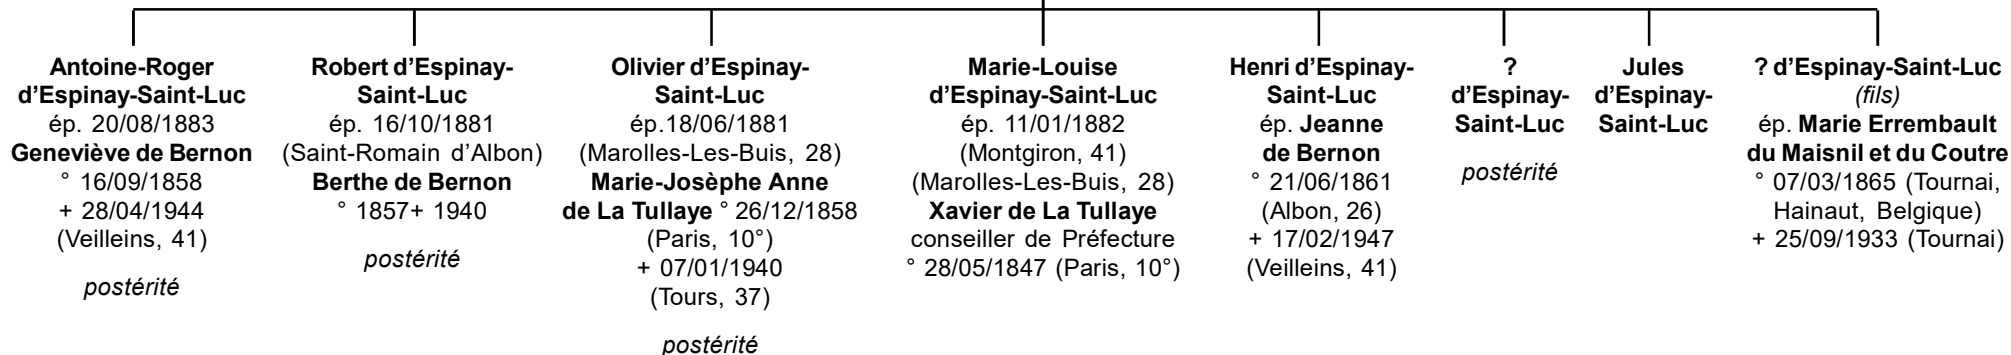 Antoine-Roger
d’Espinay-Saint-Luc
ép. 20/08/1883
Geneviève de Bernon
° 16/09/1858
+ 28/04/1944
(Veilleins, 41)
postérité
Robert d’Espinay-
Saint-Luc
ép. 16/10/1881
(Saint-Romain d’Albon)
Berthe de Bernon
° 1857+ 1940
postérité
Olivier d’Espinay-
Saint-Luc
ép.18/06/1881
(Marolles-Les-Buis, 28)
Marie-Josèphe Anne
de La Tullaye ° 26/12/1858
(Paris, 10°)
+ 07/01/1940
(Tours, 37)
postérité
Marie-Louise
d’Espinay-Saint-Luc
ép. 11/01/1882
(Montgiron, 41)
(Marolles-Les-Buis, 28)
Xavier de La Tullaye
conseiller de Préfecture
° 28/05/1847 (Paris, 10°)
Henri d’Espinay-
Saint-Luc
ép. Jeanne
de Bernon
° 21/06/1861
(Albon, 26)
+ 17/02/1947
(Veilleins, 41)
?
d’Espinay-
Saint-Luc
postérité
Jules
d’Espinay-
Saint-Luc
? d’Espinay-Saint-Luc
(fils)
ép. Marie Errembault
du Maisnil et du Coutre
° 07/03/1865 (Tournai,
Hainaut, Belgique)
+ 25/09/1933 (Tournai)